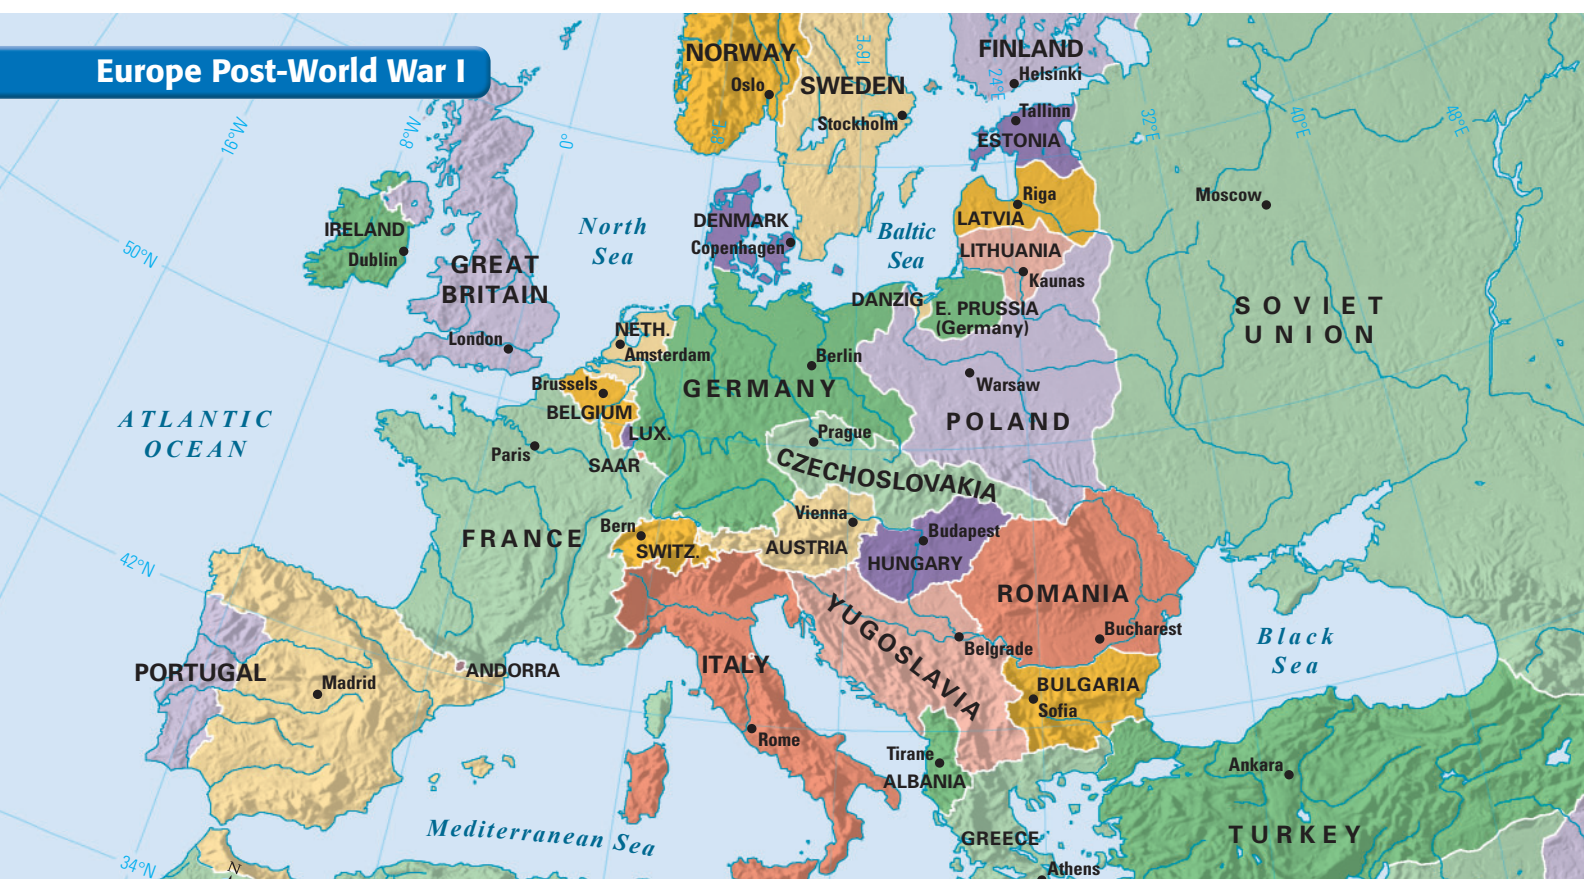 Europe Post-World War I
NORWAY
Oslo
SWEDEN
Stockholm
16°E
FINLAND
Helsinki
24°E
Tallinn
ESTONIA
32°E
40°E
48°E
16°W
8°W
0°
8°E
Riga
LATVIA
Moscow
IRELAND
Dublin
GREAT
BRITAIN
London
North
Sea
DENMARK
Copenhagen
Baltic
Sea
LITHUANIA
Kaunas
50°N
DANZIG
E. PRUSSIA
(Germany)
SOVIET
UNION
NETH.
Amsterdam
Berlin
GERMANY
Brussels
BELGIUM
LUX.
Warsaw
POLAND
ATLANTIC
OCEAN
Paris
SAAR
Prague
CZECHOSLOVAKIA
FRANCE
Bern
SWITZ.
Vienna
AUSTRIA
Budapest
HUNGARY
42°N
ROMANIA
Bucharest
YUGOSLAVIA
Belgrade
Black
Sea
PORTUGAL
Madrid
ANDORRA
ITALY
Rome
BULGARIA
Sofia
Tirane
ALBANIA
Ankara
TURKEY
Mediterranean Sea
GREECE
Athens
34°N
N